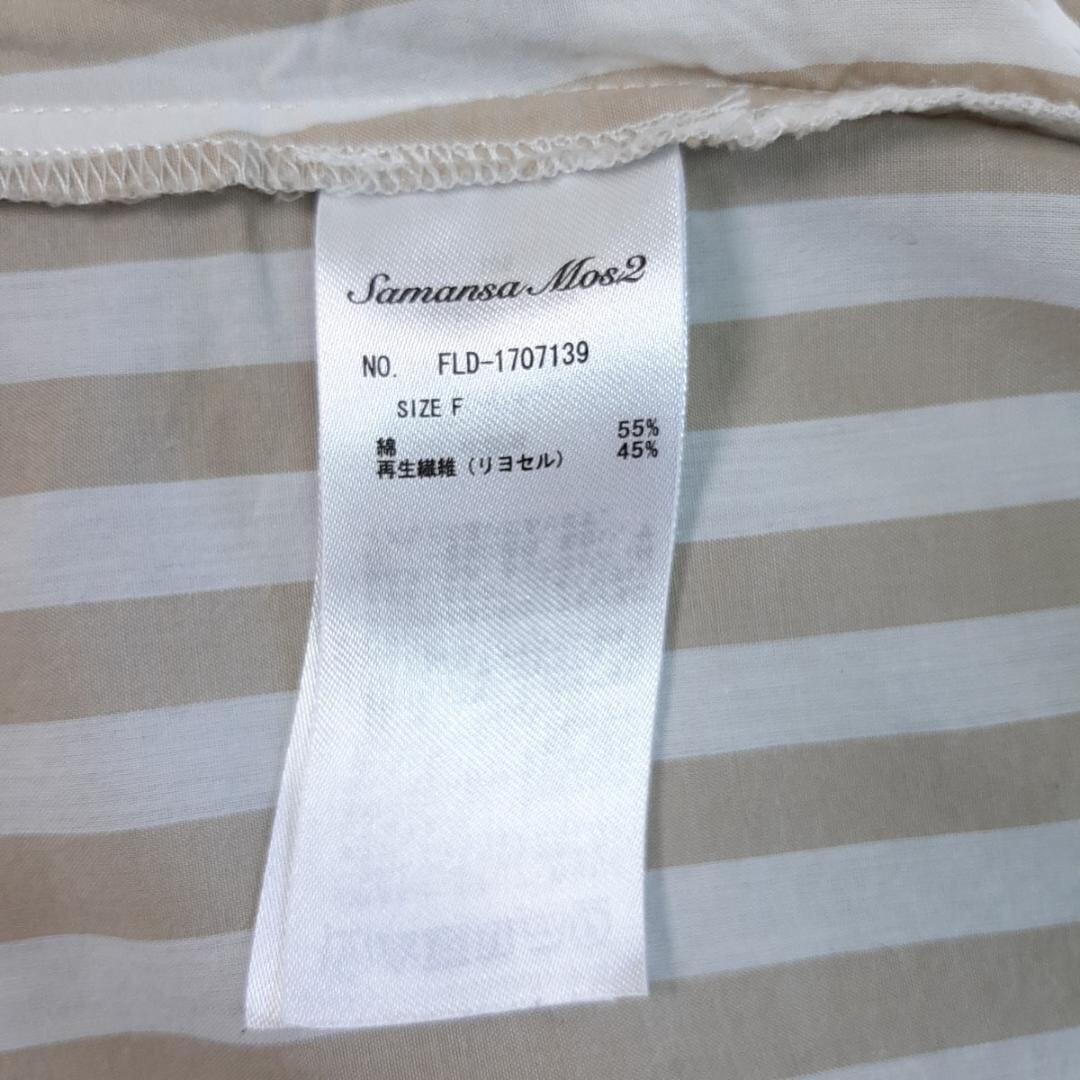 Samansa Mos2
NO. FLD-1707139
SIZE F
綿 55%
再生繊維（リヨセル） 45%